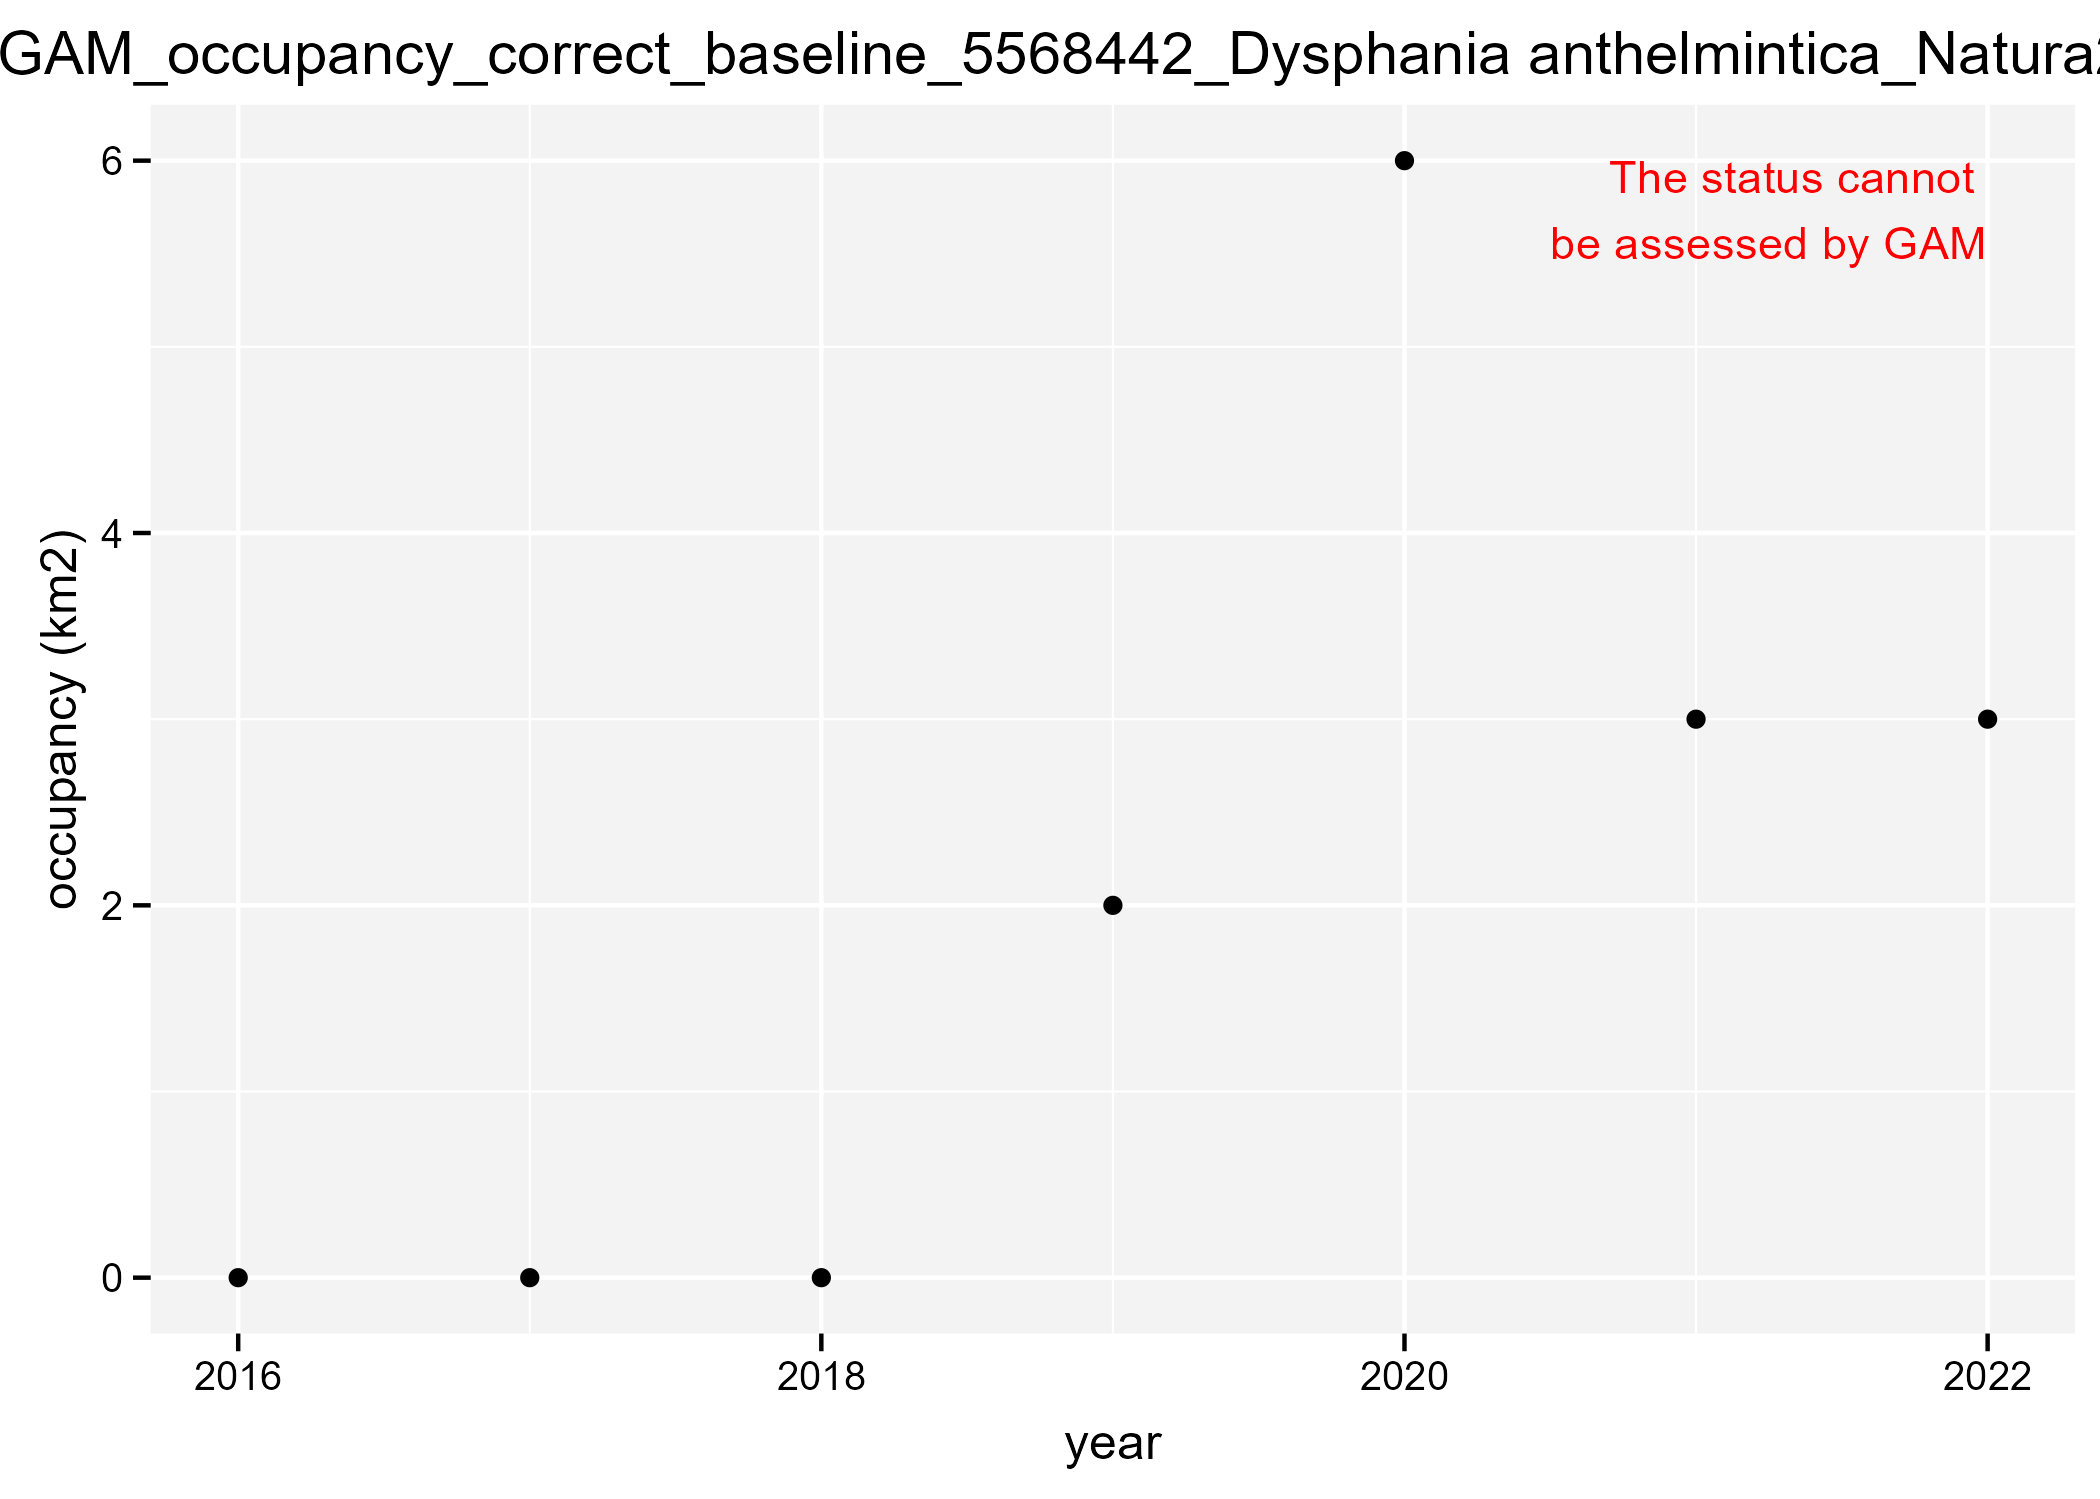 GAM_occupancy_correct_baseline_5568442_Dysphania anthelmintica_Natura2
6
The status cannot
be assessed by GAM
4
occupancy (km2)
2
0
2016 2018 2020 2022
year